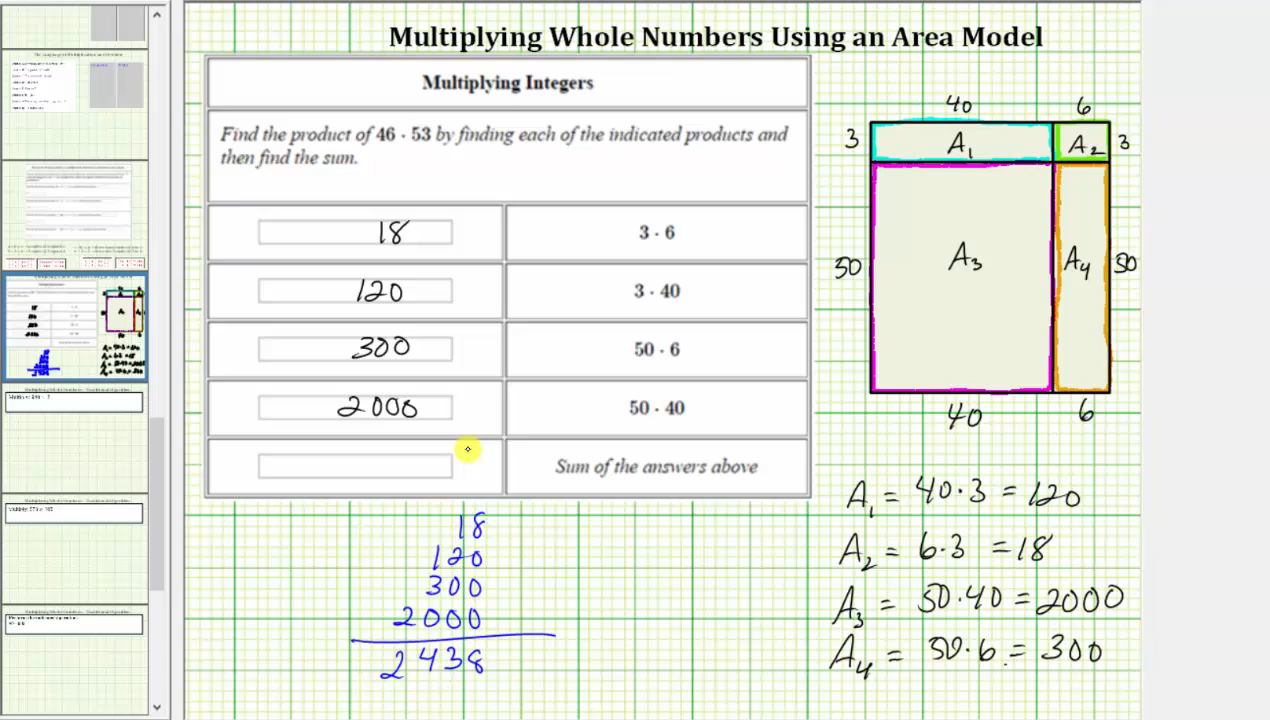 Multiplying Whole Numbers Using an Area Model
Multiplying Integers
Find the product of 46 · 53 by finding each of the indicated products and
then find the sum.
18 3 · 6
120 3 · 40
300 50 · 6
2000 50 · 40
Sum of the answers above
18
120
300
2000
2438
40 6
3 A₁ A₂ 3
50 A₃ A₄ 50
40 6
A₁ = 40·3 = 120
A₂ = 6·3 = 18
A₃ = 50·40 = 2000
A₄ = 50·6 = 300